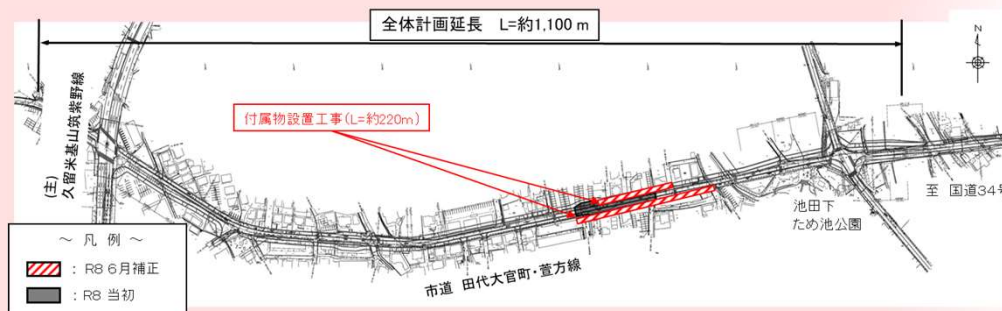 全体計画延長　L=約1,100 m
N
(主)
久留米基山筑紫野線
付属物設置工事(L=約220m)
至 国道34号
池田下
ため池公園
市道 田代大官町・萱方線
～ 凡 例 ～
：R8 6月補正
：R8 当初